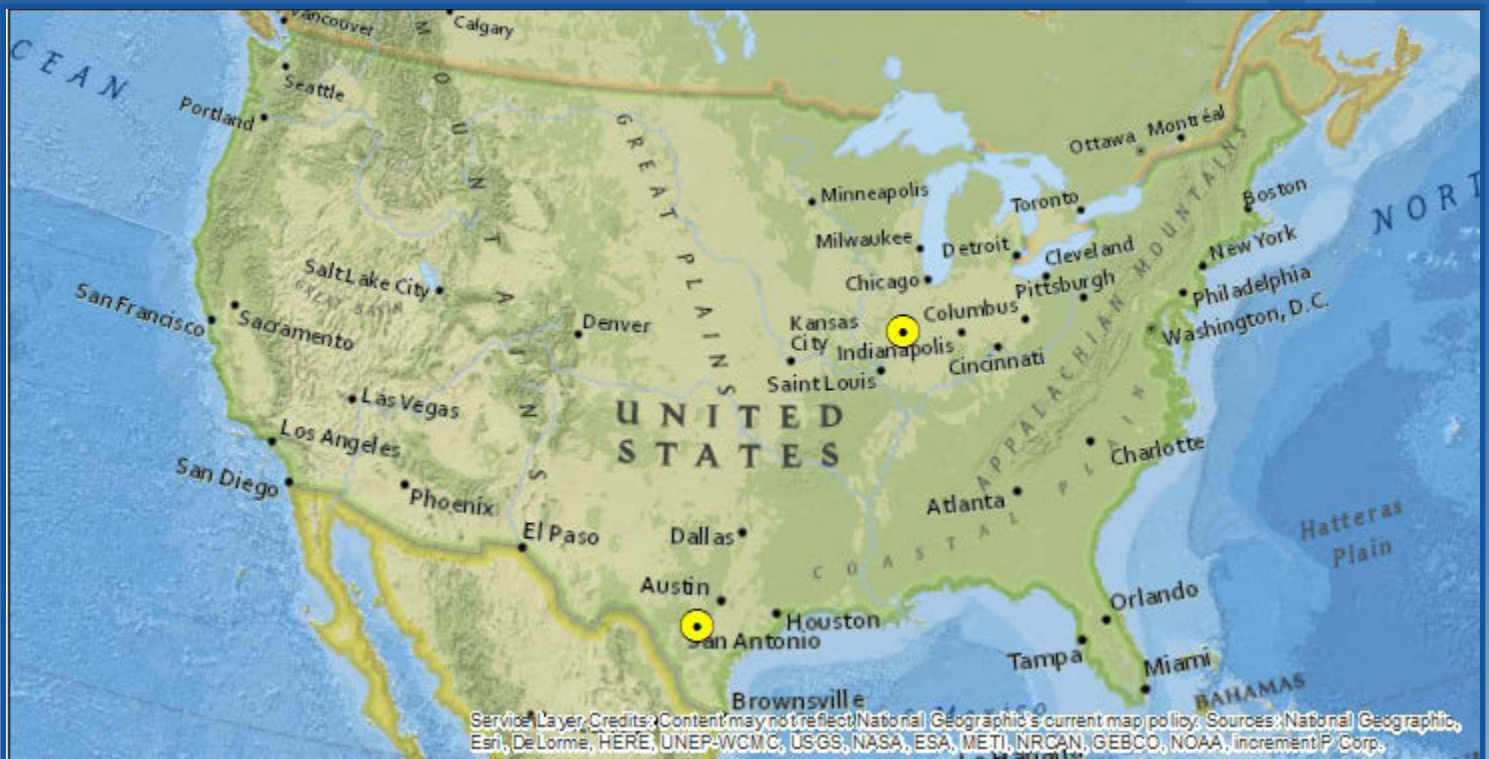 Vancouver
Calgary
CEAN
MOUNTAINS
Seattle
Portland
GREAT PLAINS
Ottawa
Montréal
Minneapolis
Toronto
Boston
NORT
Milwaukee
Detroit
Cleveland
New York
Salt Lake City
Chicago
Pittsburgh
Philadelphia
San Francisco
GREAT
BASIN
Sacramento
Denver
Kansas
City
Columbus
Washington, D.C.
Indianapolis
Cincinnati
Saint Louis
APPALACHIAN MOUNTAINS
Las Vegas
UNITED
STATES
Los Angeles
Charlotte
San Diego
Phoenix
Atlanta
COASTAL PLAIN
El Paso
Dallas
Hatteras
Plain
Austin
Orlando
Houston
San Antonio
Tampa
Miami
Brownsville
BAHAMAS
Service Layer Credits: Content may not reflect National Geographic's current map policy. Sources: National Geographic,
Esri, DeLorme, HERE, UNEP-WCMC, USGS, NASA, ESA, METI, NRCAN, GEBCO, NOAA, increment P Corp.